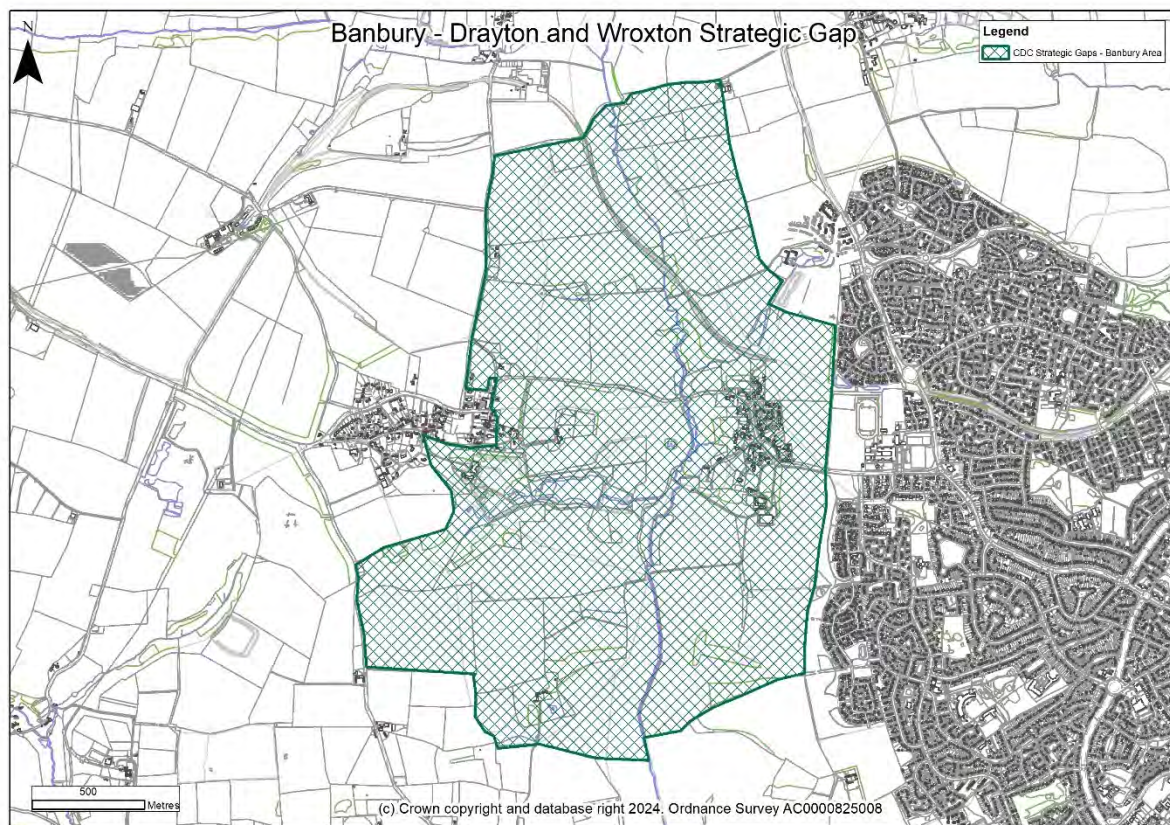 Banbury - Drayton and Wroxton Strategic Gap
N
Legend
CDC Strategic Gaps - Banbury Area
500
Metres
(c) Crown copyright and database right 2024. Ordnance Survey AC0000825008